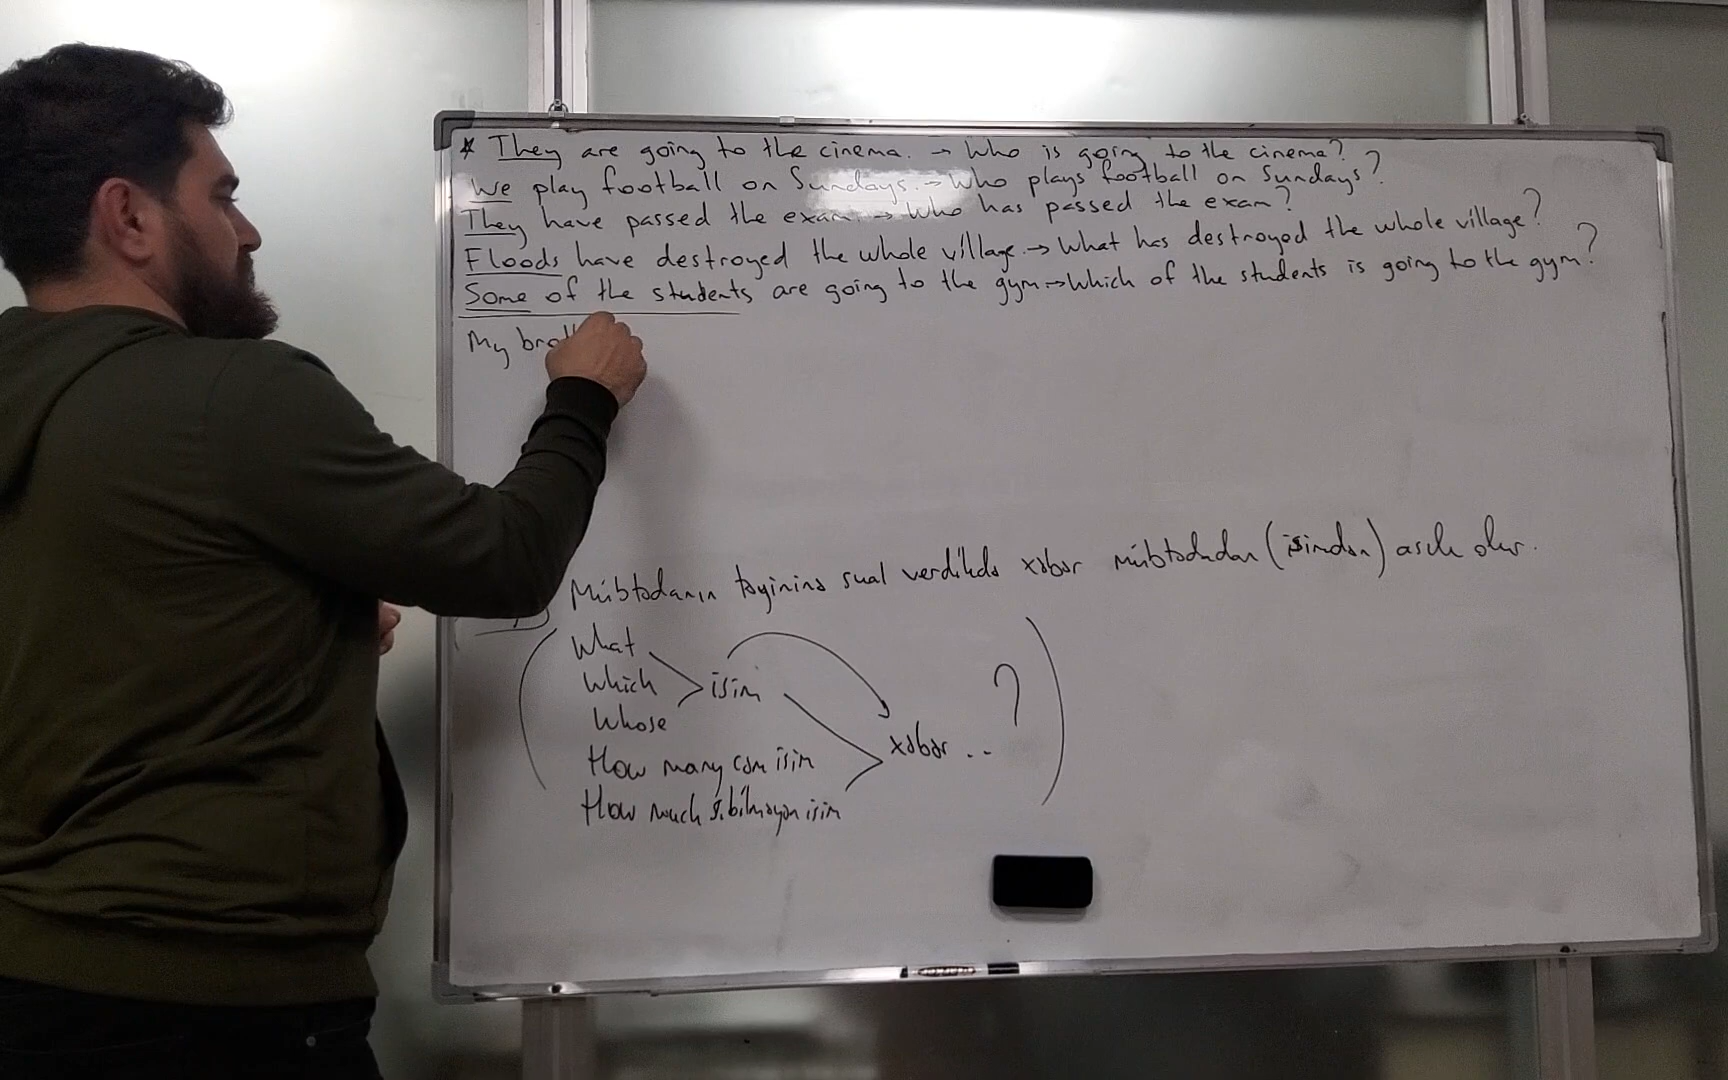 * They are going to the cinema. → Who is going to the cinema?
We play football on Sundays. → Who plays football on Sundays?
They have passed the exam. → Who has passed the exam?
Floods have destroyed the whole village. → What has destroyed the whole village?
Some of the students are going to the gym → Which of the students is going to the gym?
My brot
Mübtədanın təyininə sual verdikdə xəbər mübtədadan (isimdən) asılı olur.
What
Which
Whose
isim
How many cəm isim
How much s.bilməyən isim
xəbər .. ?